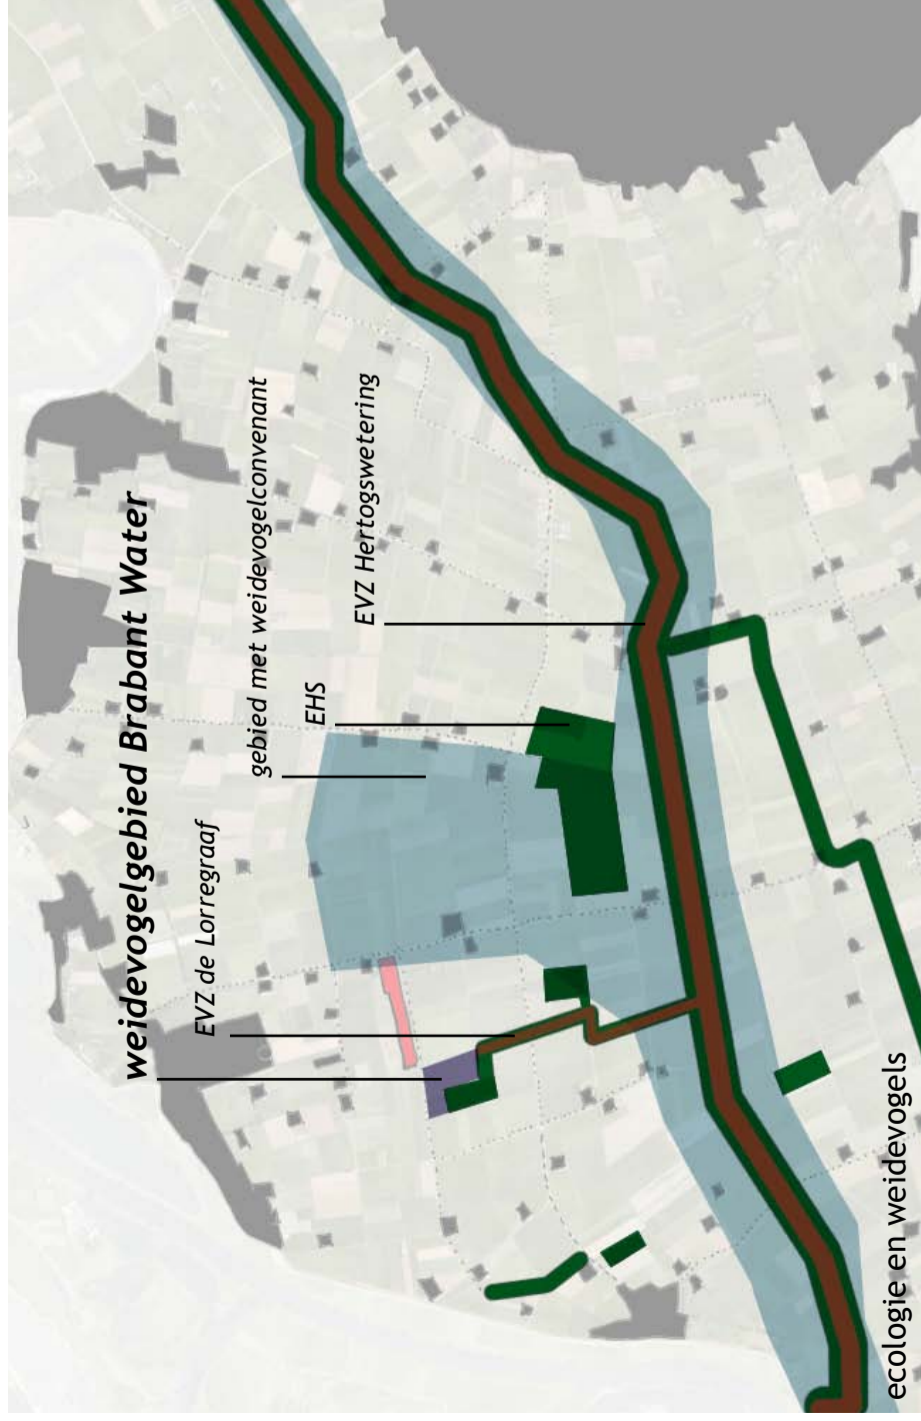 weidevogelgebied Brabant Water
EVZ de Lorregraaf
gebied met weidevogelconvenant
EHS
EVZ Hertogswetering
ecologie en weidevogels